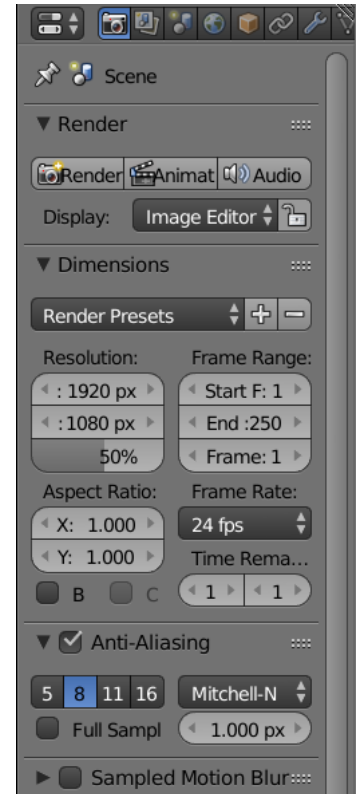 Scene
Render
Render Animat Audio
Display: Image Editor
Dimensions
Render Presets
Resolution: Frame Range:
: 1920 px Start F: 1
: 1080 px End :250
50% Frame: 1
Aspect Ratio: Frame Rate:
X: 1.000 24 fps
Y: 1.000 Time Rema...
B C 1 1
Anti-Aliasing
5 8 11 16 Mitchell-N
Full Sampl 1.000 px
Sampled Motion Blur